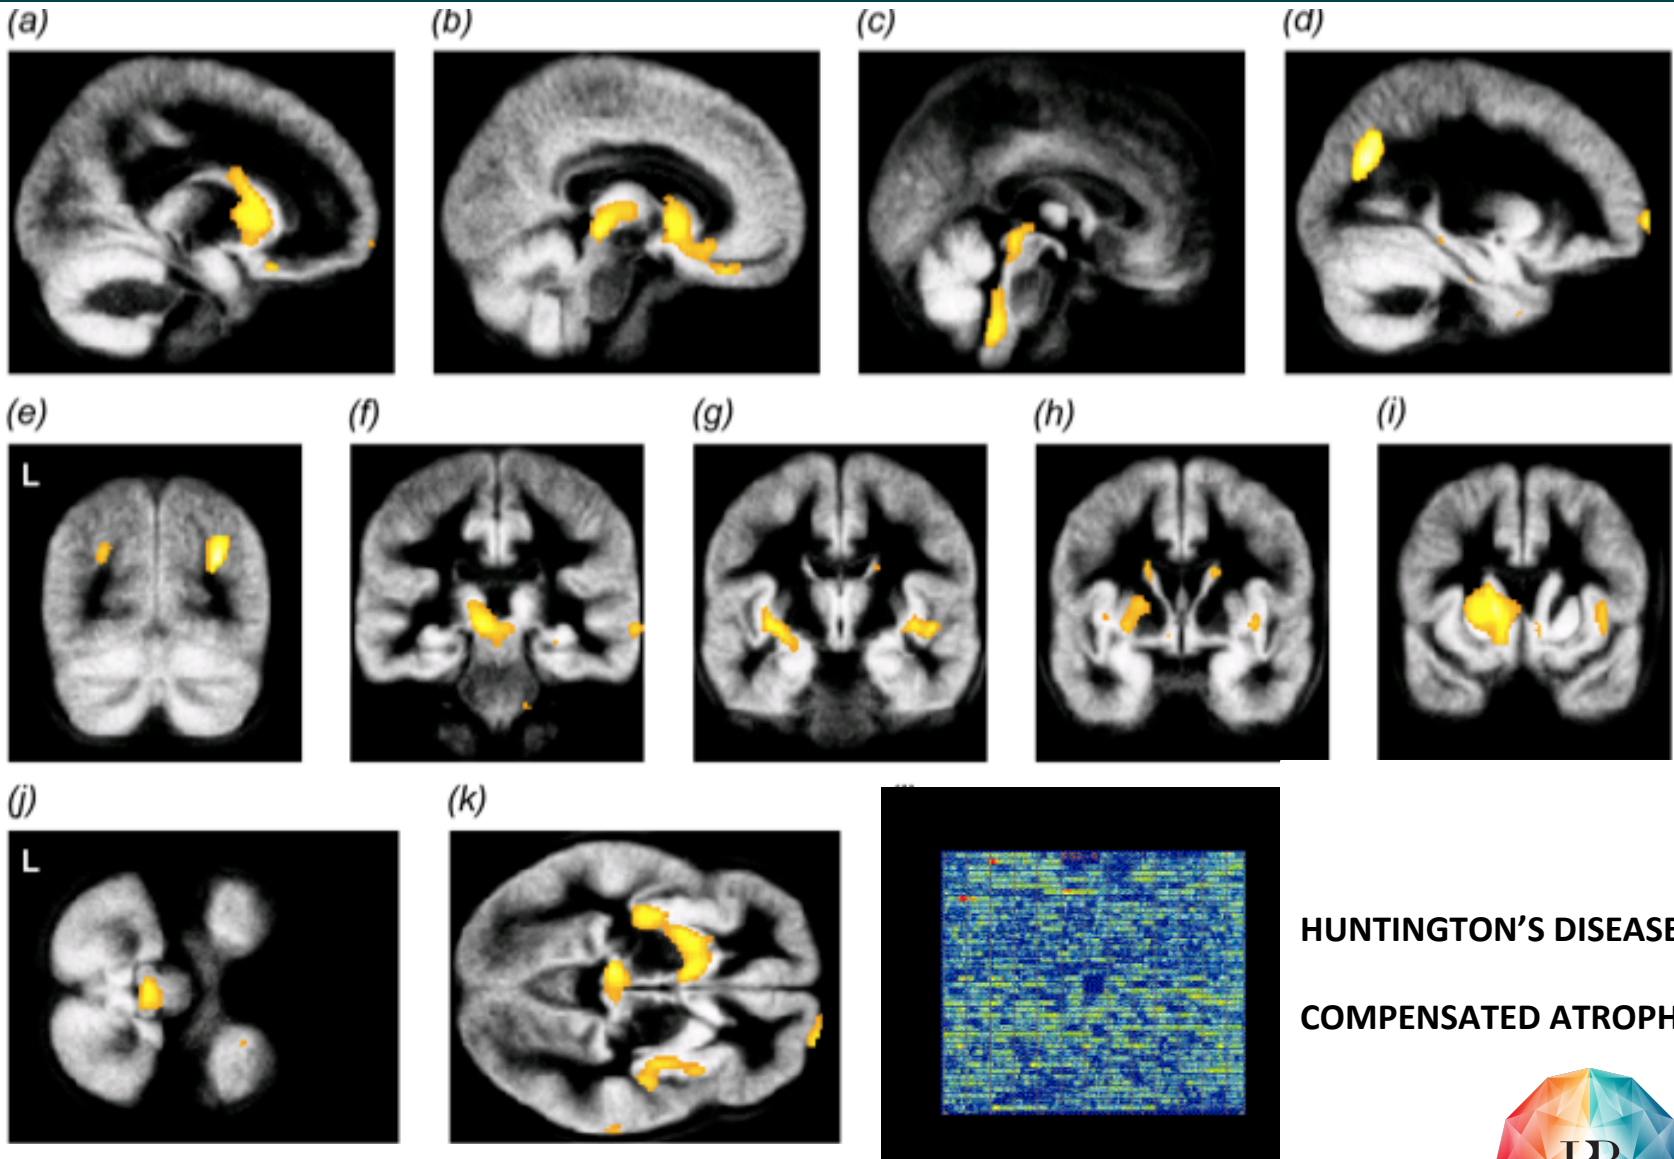 (a) (b) (c) (d)
(e) (f) (g) (h) (i)
L
(j) (k)
L
HUNTINGTON’S DISEASE
COMPENSATED ATROPH